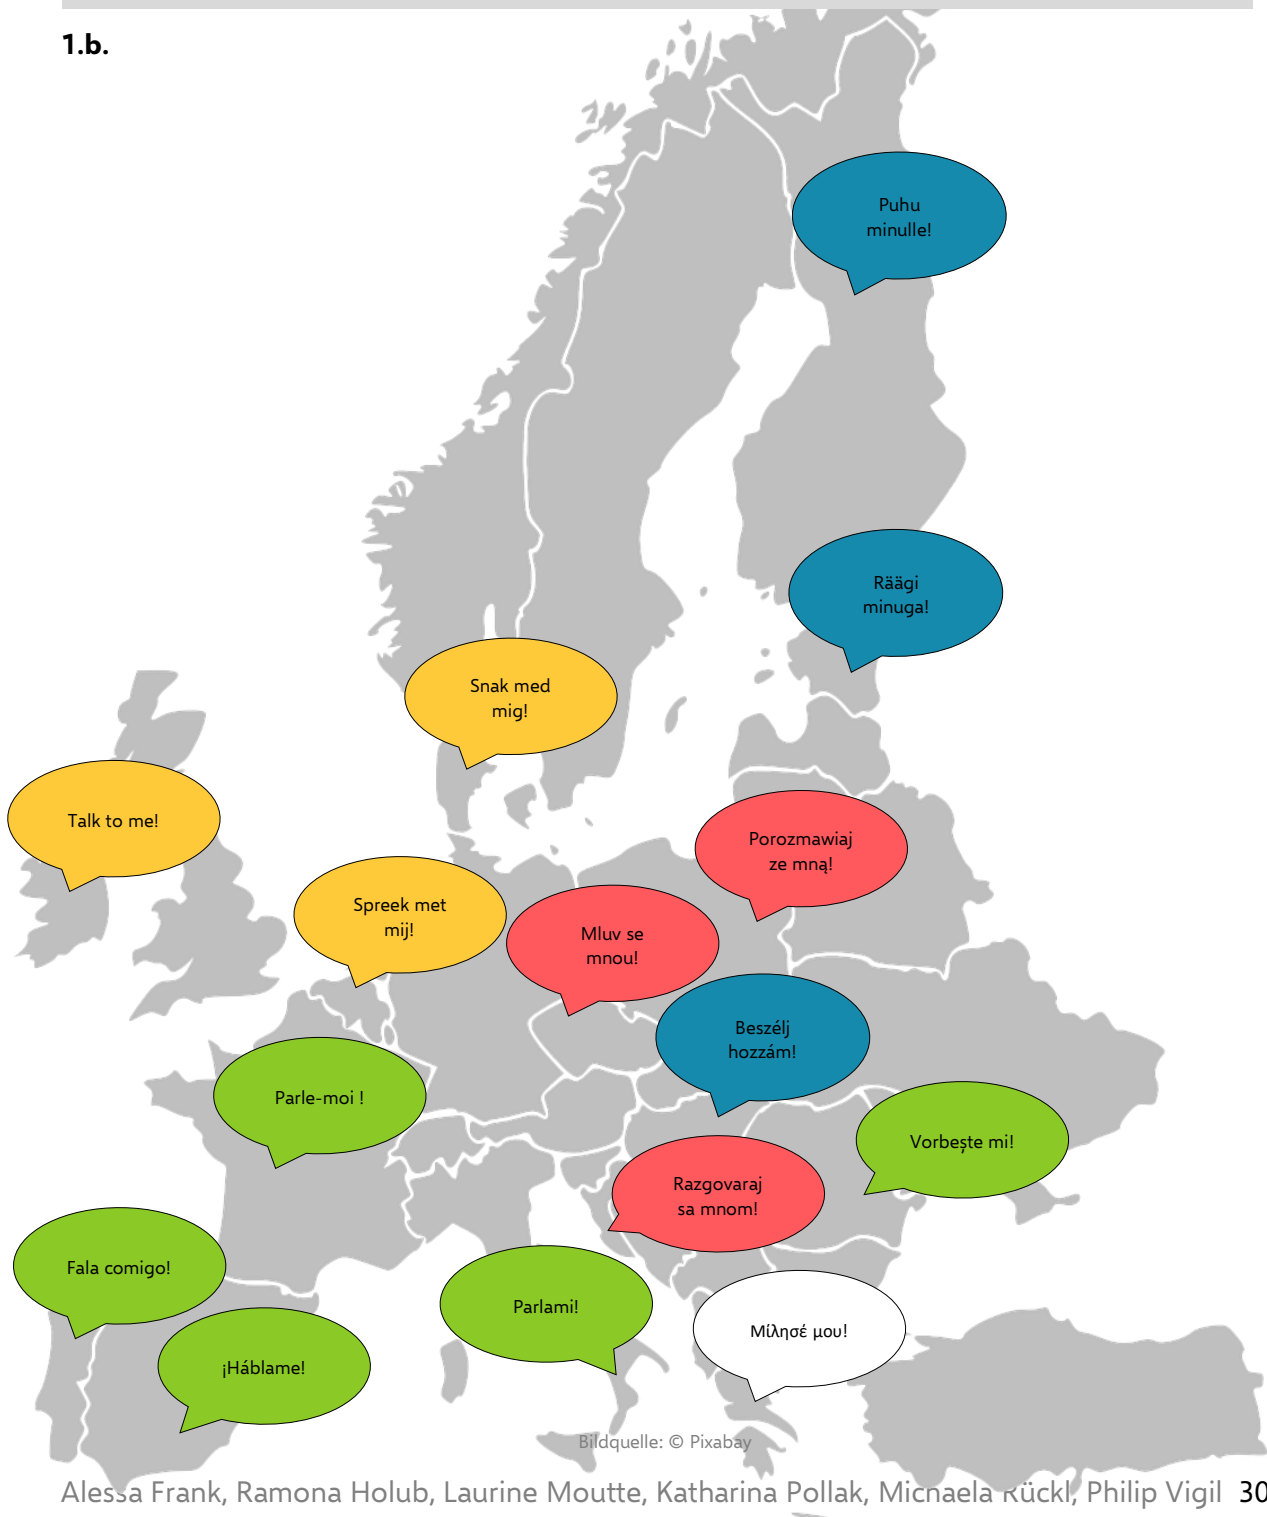 1.b.
Puhu
minulle!
Räägi
minuga!
Snak med
mig!
Talk to me!
Porozmawiaj
ze mną!
Spreek met
mij!
Mluv se
mnou!
Beszélj
hozzám!
Parle-moi !
Vorbește mi!
Razgovaraj
sa mnom!
Fala comigo!
Parlami!
Μίλησέ μου!
¡Háblame!
Bildquelle: © Pixabay
Alessa Frank, Ramona Holub, Laurine Moutte, Katharina Pollak, Michaela Rückl, Philip Vigil 30